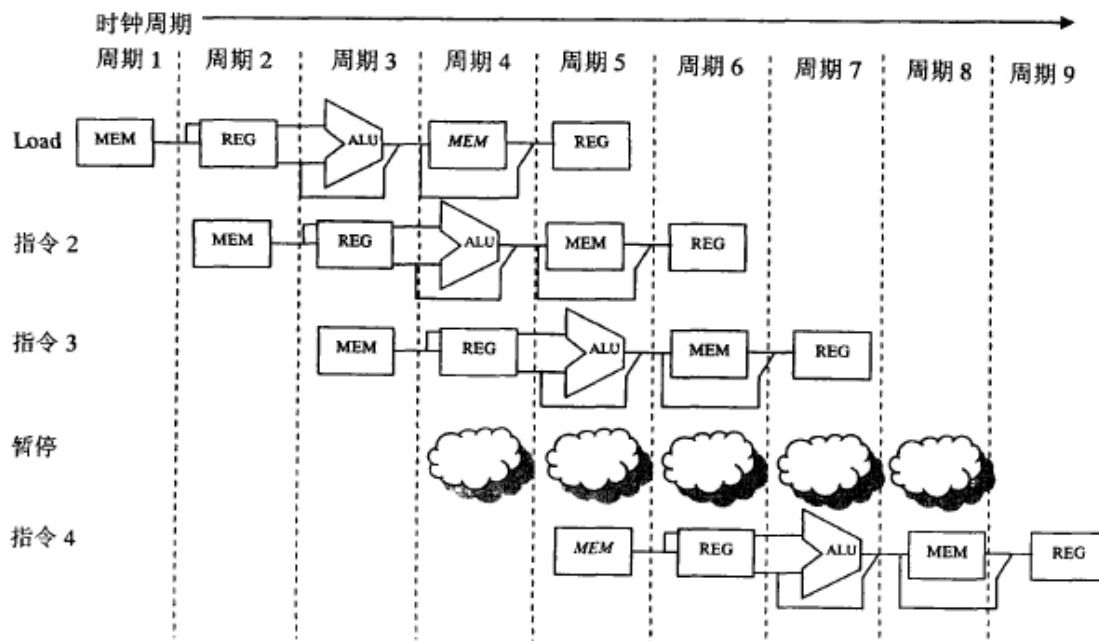 时钟周期
周期 1 周期 2 周期 3 周期 4 周期 5 周期 6 周期 7 周期 8 周期 9
Load MEM REG ALU MEM REG
指令 2 MEM REG ALU MEM REG
指令 3 MEM REG ALU MEM REG
暂停
指令 4 MEM REG ALU MEM REG